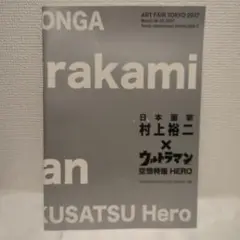 ONGA
ART FAIR TOKYO 2017
rakami
日本画家
村上裕二
×
ウルトラマン
空想特撮 HERO
an
KUSATSU Hero